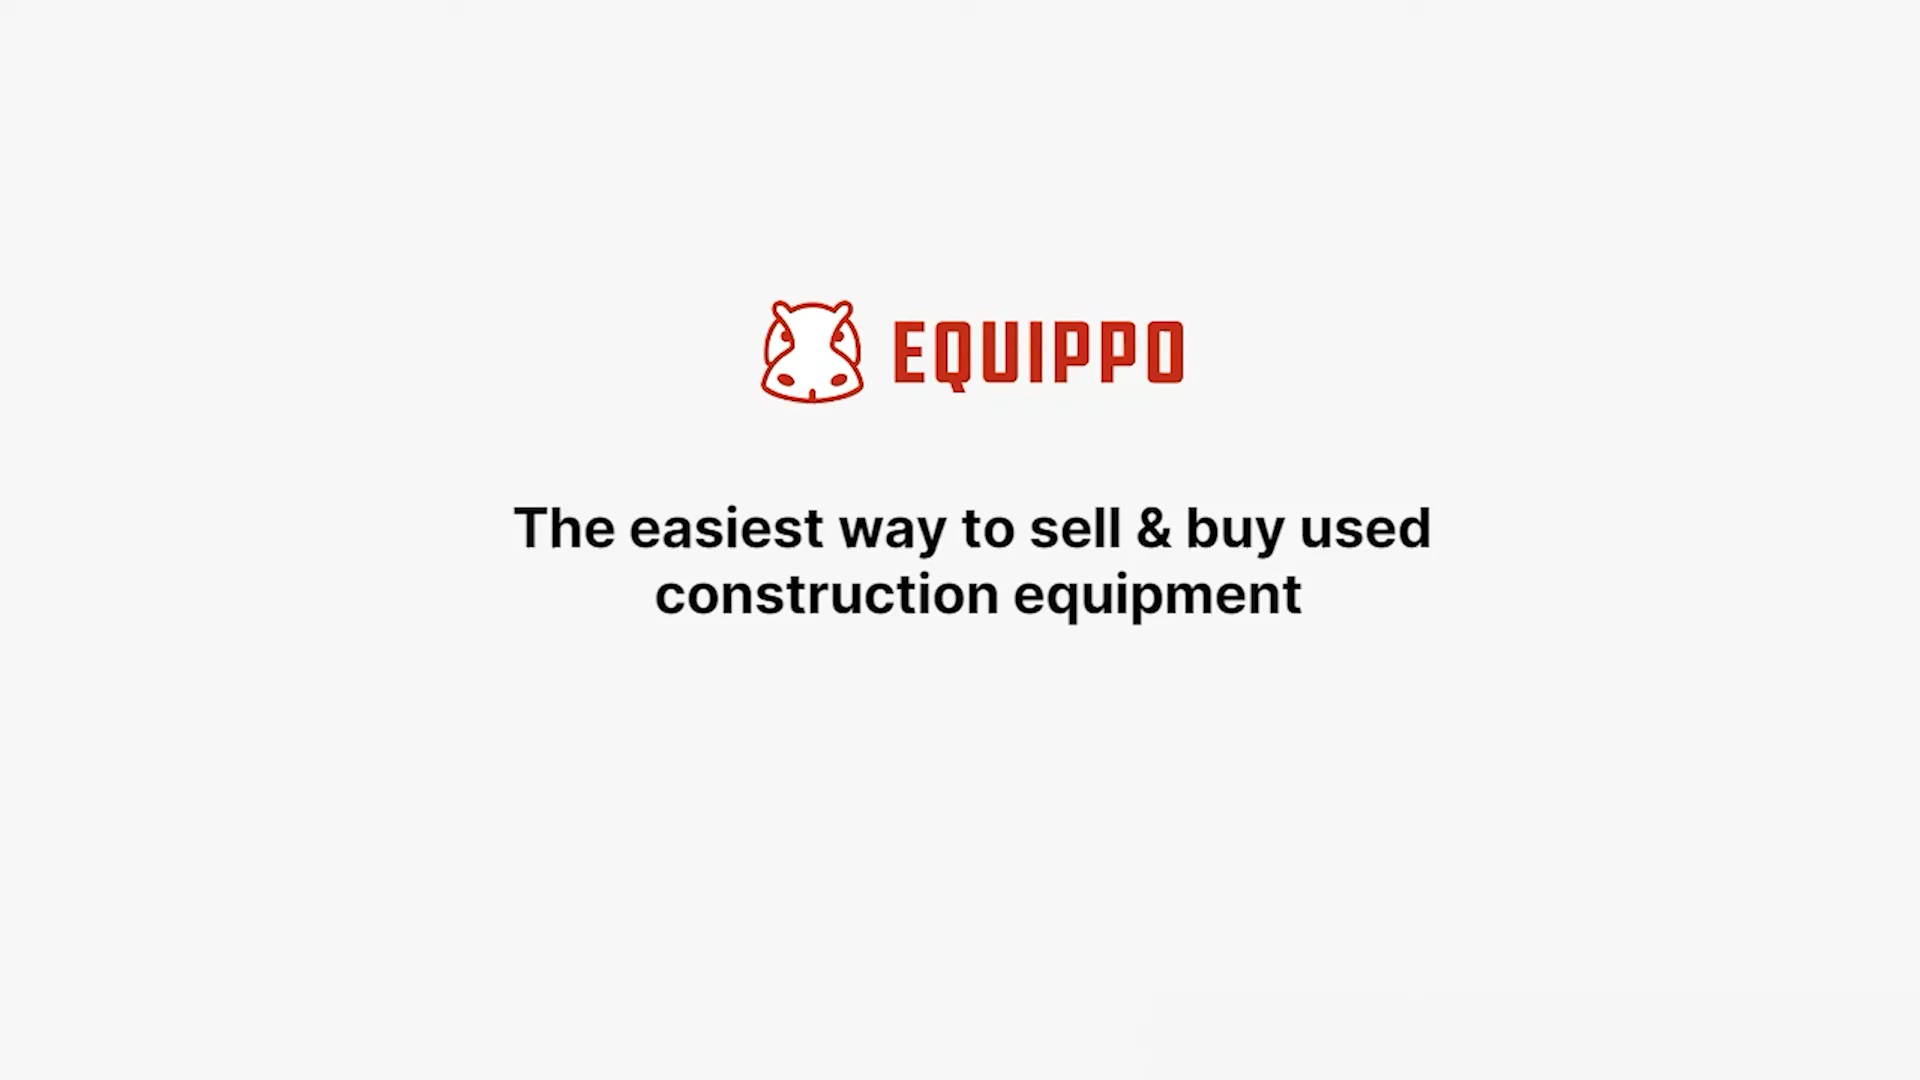 EQUIPPO
The easiest way to sell & buy used
construction equipment